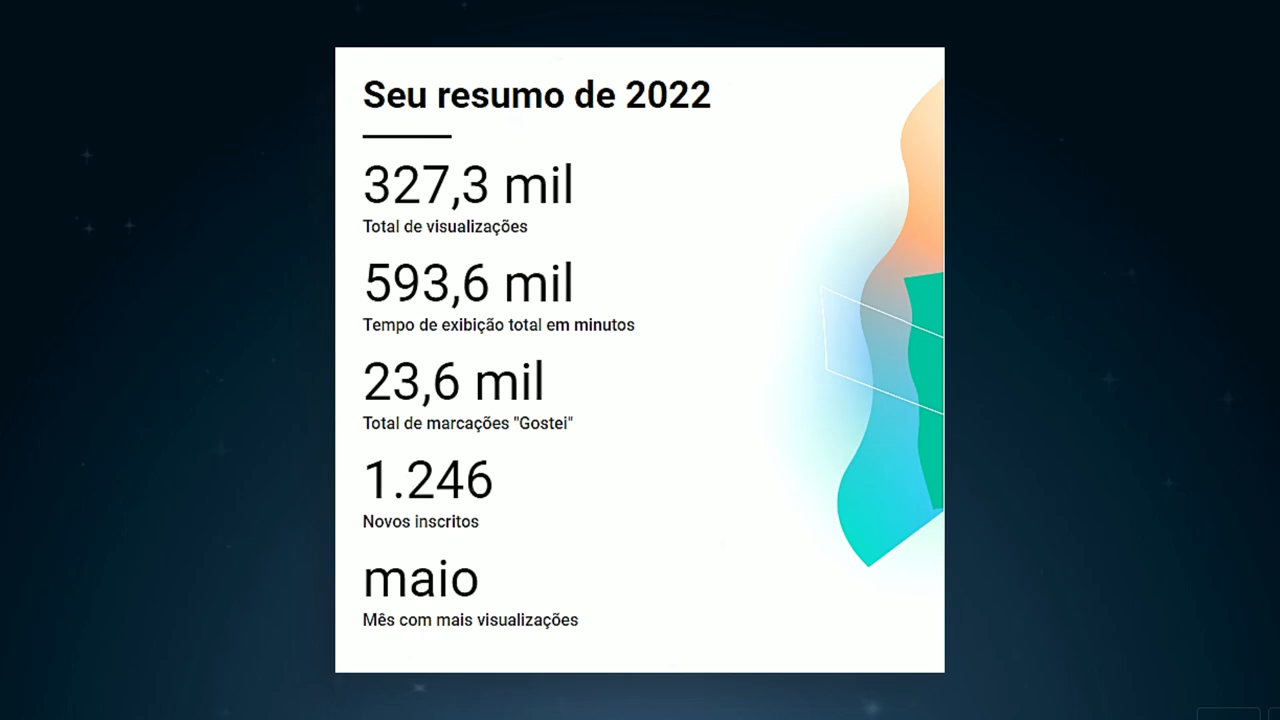 Seu resumo de 2022
327,3 mil
Total de visualizações
593,6 mil
Tempo de exibição total em minutos
23,6 mil
Total de marcações "Gostei"
1.246
Novos inscritos
maio
Mês com mais visualizações